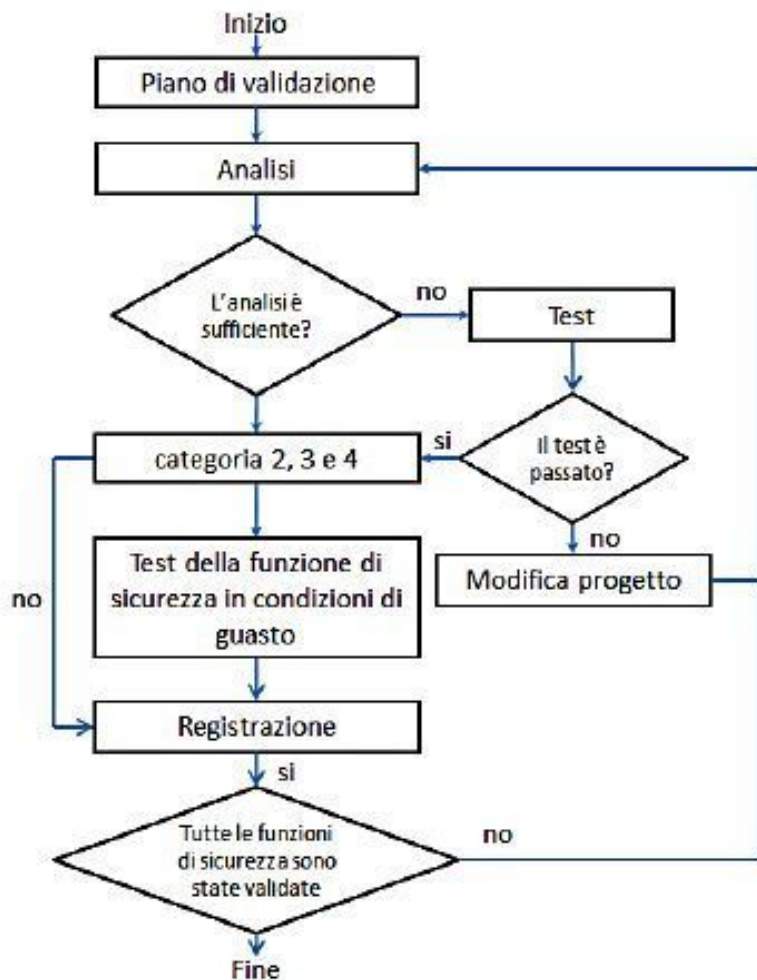 Inizio
Piano di validazione
Analisi
L'analisi è
sufficiente?
no
Test
Il test è
passato?
si
categoria 2, 3 e 4
no
Modifica progetto
Test della funzione di
sicurezza in condizioni di
guasto
no
Registrazione
si
Tutte le funzioni
di sicurezza sono
state validate
no
Fine